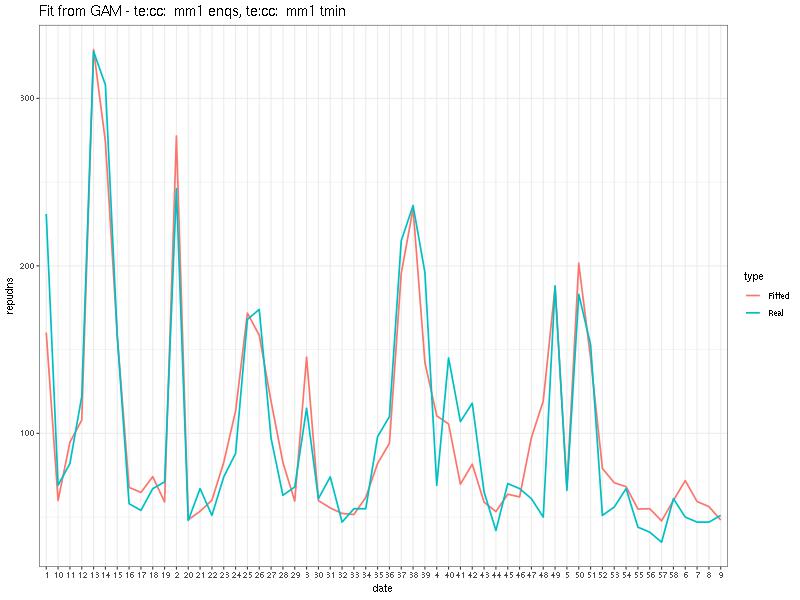 Fit from GAM - te:cc:  mm1 enqs, te:cc:  mm1 tmin
repudns
300
200
100
1 10 11 12 13 14 15 16 17 18 19 2 20 21 22 23 24 25 26 27 28 29 3 30 31 32 33 34 35 36 37 38 39 4 40 41 42 43 44 45 46 47 48 49 5 50 51 52 53 54 55 56 57 58 6 7 8 9
date
type
Fitted
Real